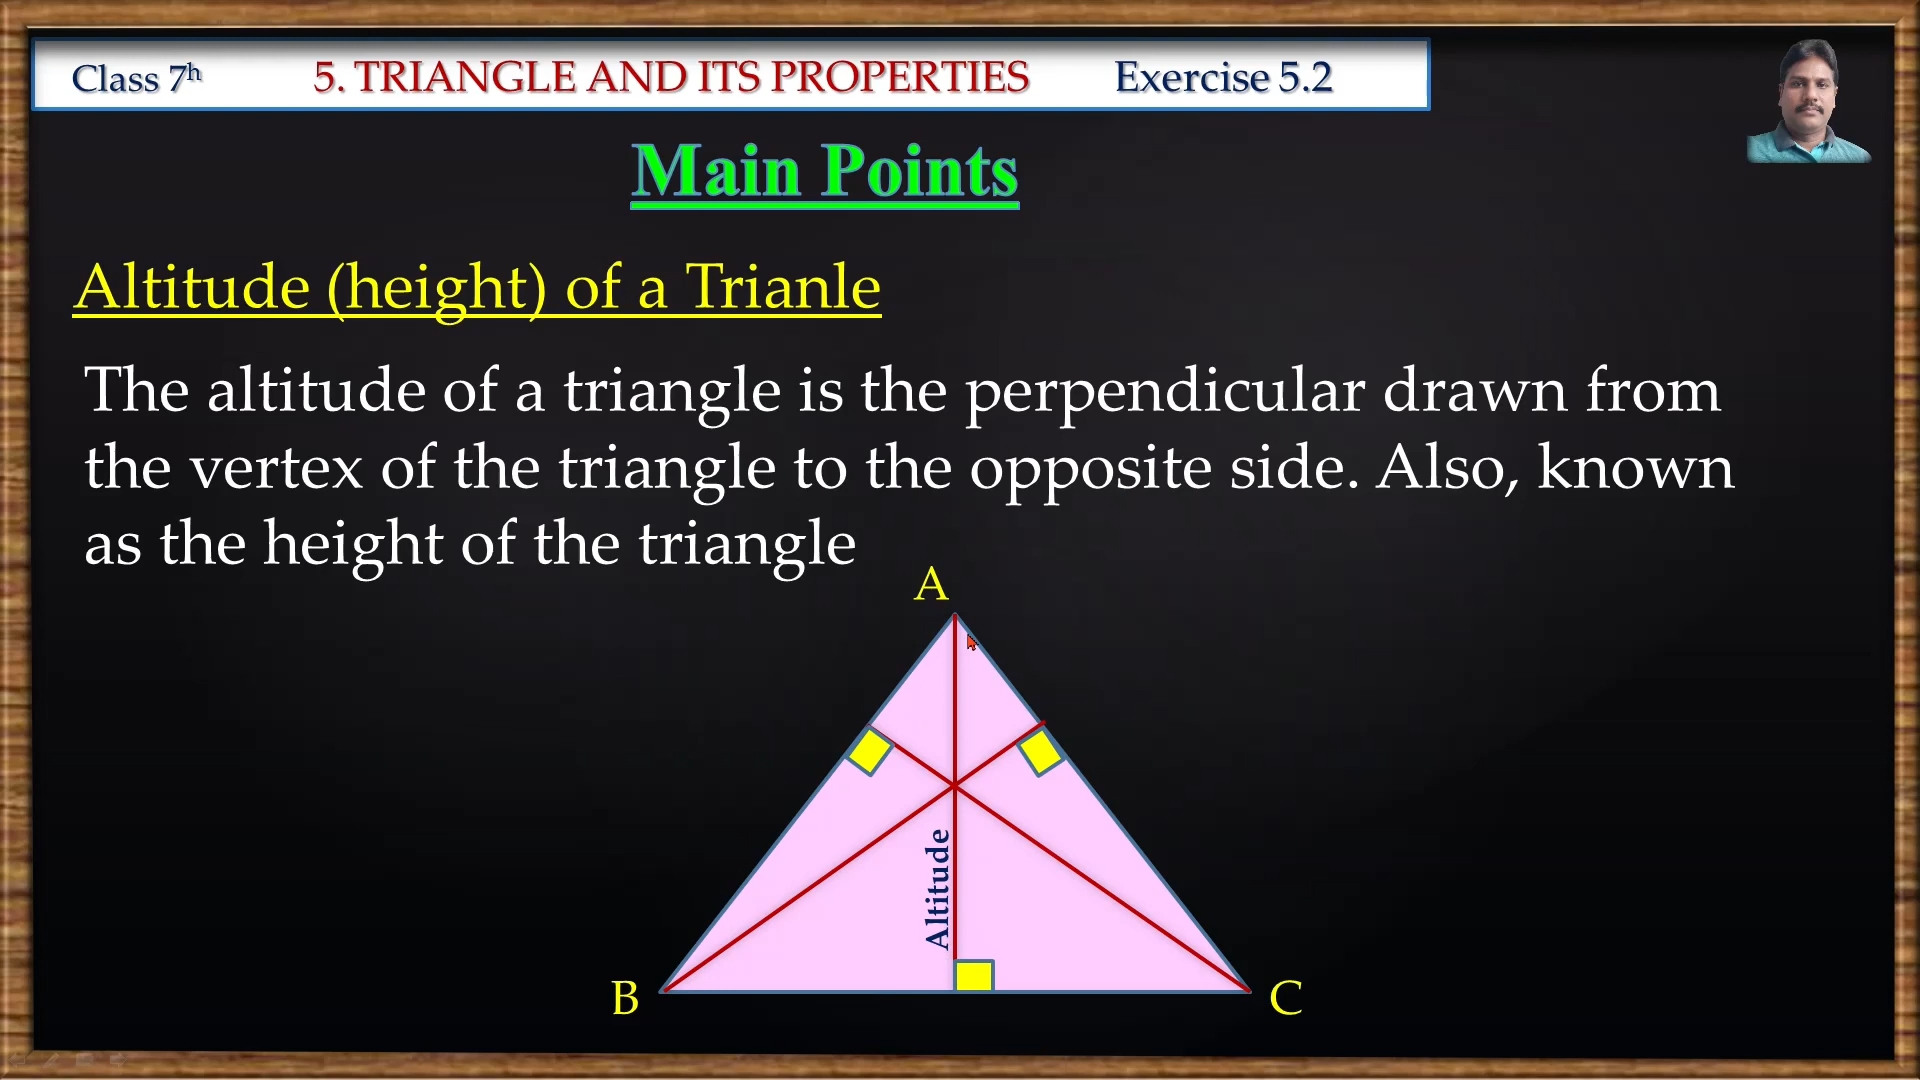 Class 7h 5. TRIANGLE AND ITS PROPERTIES Exercise 5.2
Main Points
Altitude (height) of a Trianle
The altitude of a triangle is the perpendicular drawn from
the vertex of the triangle to the opposite side. Also, known
as the height of the triangle
A
Altitude
B C